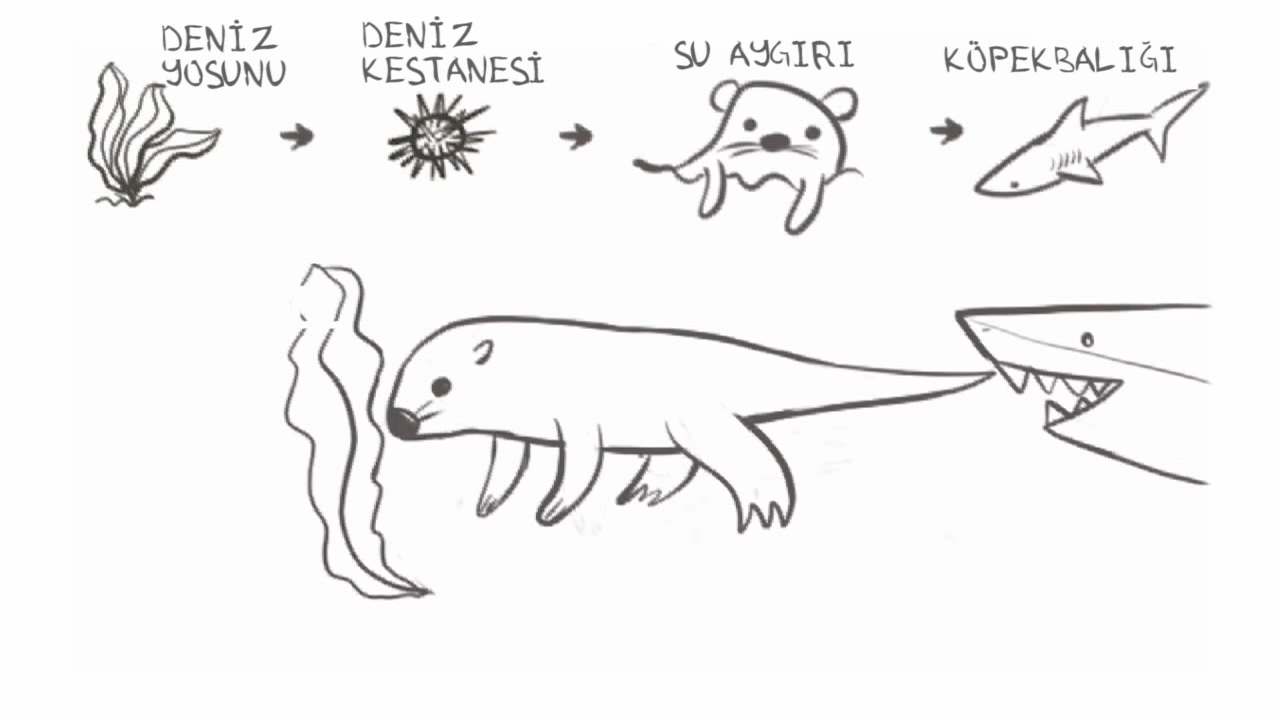 DENİZ
YOSUNU
DENİZ
KESTANESİ
SU AYGIRI
KÖPEKBALIĞI